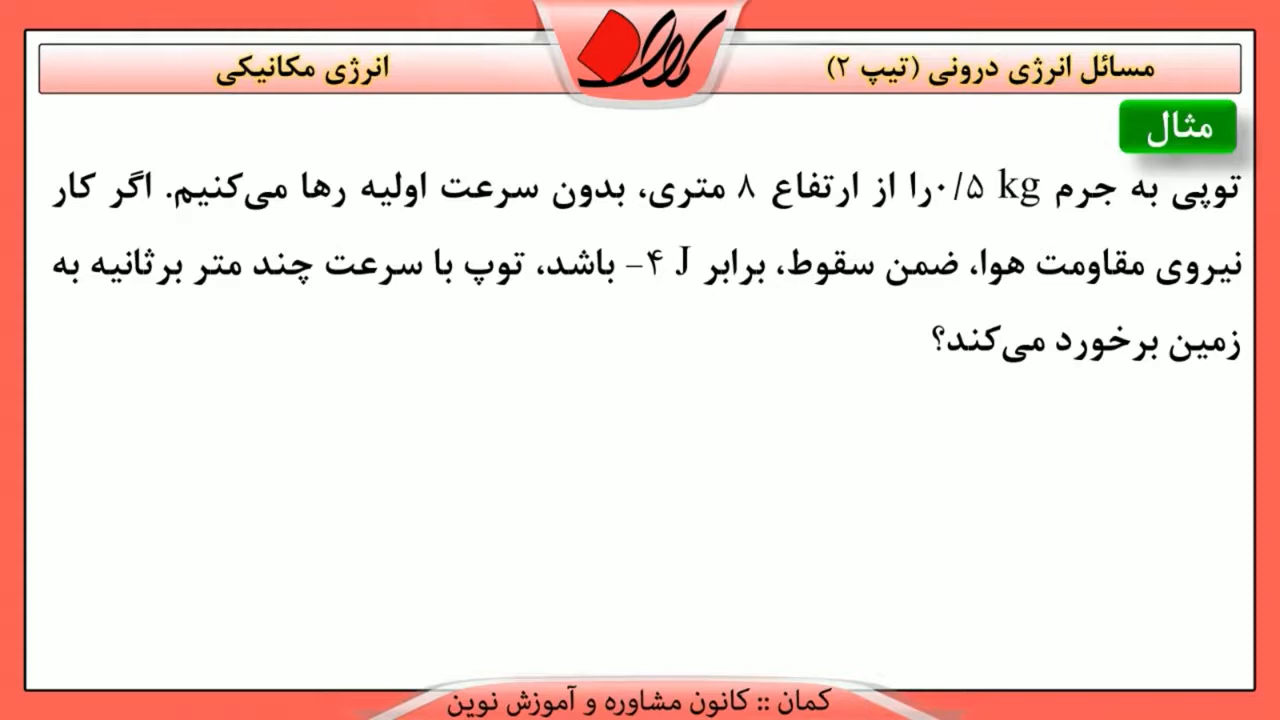 مسائل انرژی درونی (تیپ ۲)
انرژی مکانیکی
کمان
مثال
توپی به جرم ۰/۵ kg را از ارتفاع ۸ متری، بدون سرعت اولیه رها می‌کنیم. اگر کار
نیروی مقاومت هوا، ضمن سقوط، برابر ۴ J− باشد، توپ با سرعت چند متر برثانیه به
زمین برخورد می‌کند؟
کمان :: کانون مشاوره و آموزش نوین